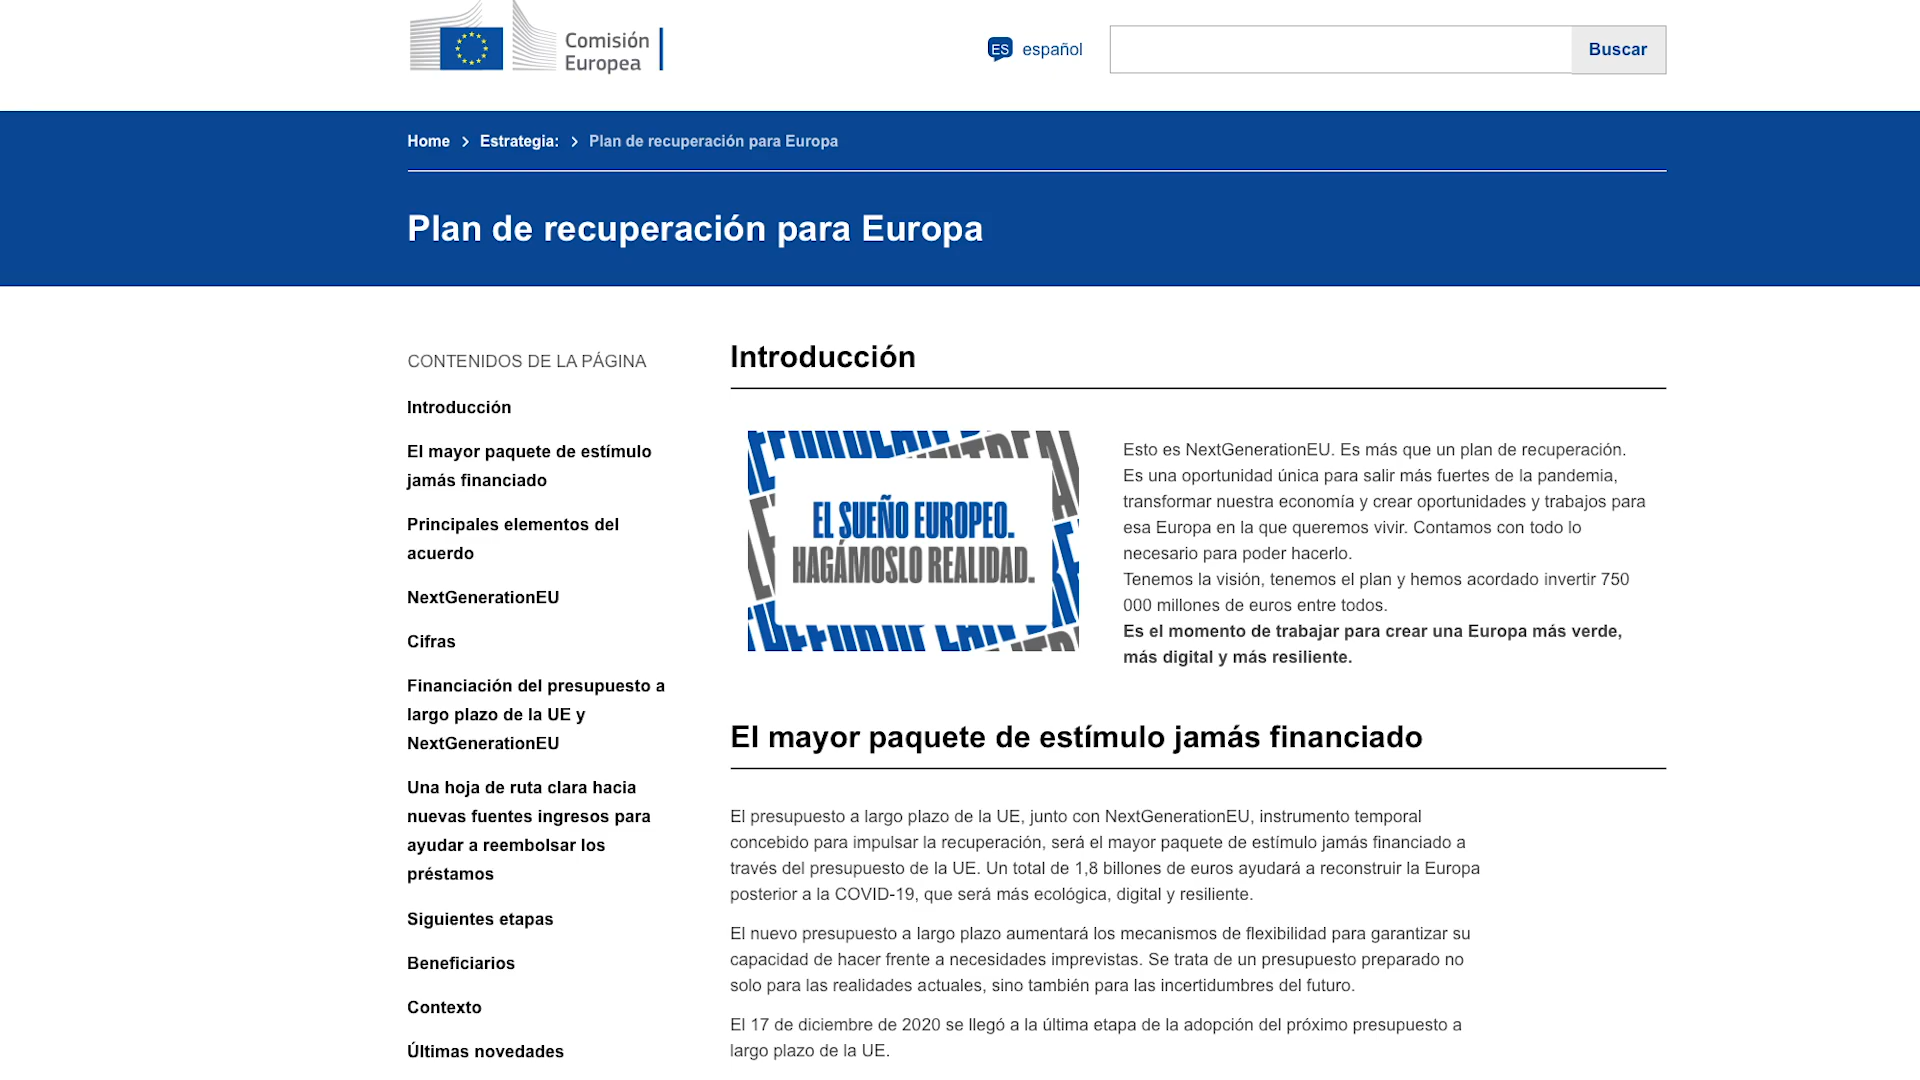 Comisión
Europea
ES español
Buscar
Home > Estrategia: > Plan de recuperación para Europa
Plan de recuperación para Europa
CONTENIDOS DE LA PÁGINA
Introducción
El mayor paquete de estímulo
jamás financiado
Principales elementos del
acuerdo
NextGenerationEU
Cifras
Financiación del presupuesto a
largo plazo de la UE y
NextGenerationEU
Una hoja de ruta clara hacia
nuevas fuentes ingresos para
ayudar a reembolsar los
préstamos
Siguientes etapas
Beneficiarios
Contexto
Últimas novedades
Introducción
EL SUEÑO EUROPEO.
HAGÁMOSLO REALIDAD.
Esto es NextGenerationEU. Es más que un plan de recuperación.
Es una oportunidad única para salir más fuertes de la pandemia,
transformar nuestra economía y crear oportunidades y trabajos para
esa Europa en la que queremos vivir. Contamos con todo lo
necesario para poder hacerlo.
Tenemos la visión, tenemos el plan y hemos acordado invertir 750
000 millones de euros entre todos.
Es el momento de trabajar para crear una Europa más verde,
más digital y más resiliente.
El mayor paquete de estímulo jamás financiado
El presupuesto a largo plazo de la UE, junto con NextGenerationEU, instrumento temporal
concebido para impulsar la recuperación, será el mayor paquete de estímulo jamás financiado a
través del presupuesto de la UE. Un total de 1,8 billones de euros ayudará a reconstruir la Europa
posterior a la COVID-19, que será más ecológica, digital y resiliente.
El nuevo presupuesto a largo plazo aumentará los mecanismos de flexibilidad para garantizar su
capacidad de hacer frente a necesidades imprevistas. Se trata de un presupuesto preparado no
solo para las realidades actuales, sino también para las incertidumbres del futuro.
El 17 de diciembre de 2020 se llegó a la última etapa de la adopción del próximo presupuesto a
largo plazo de la UE.